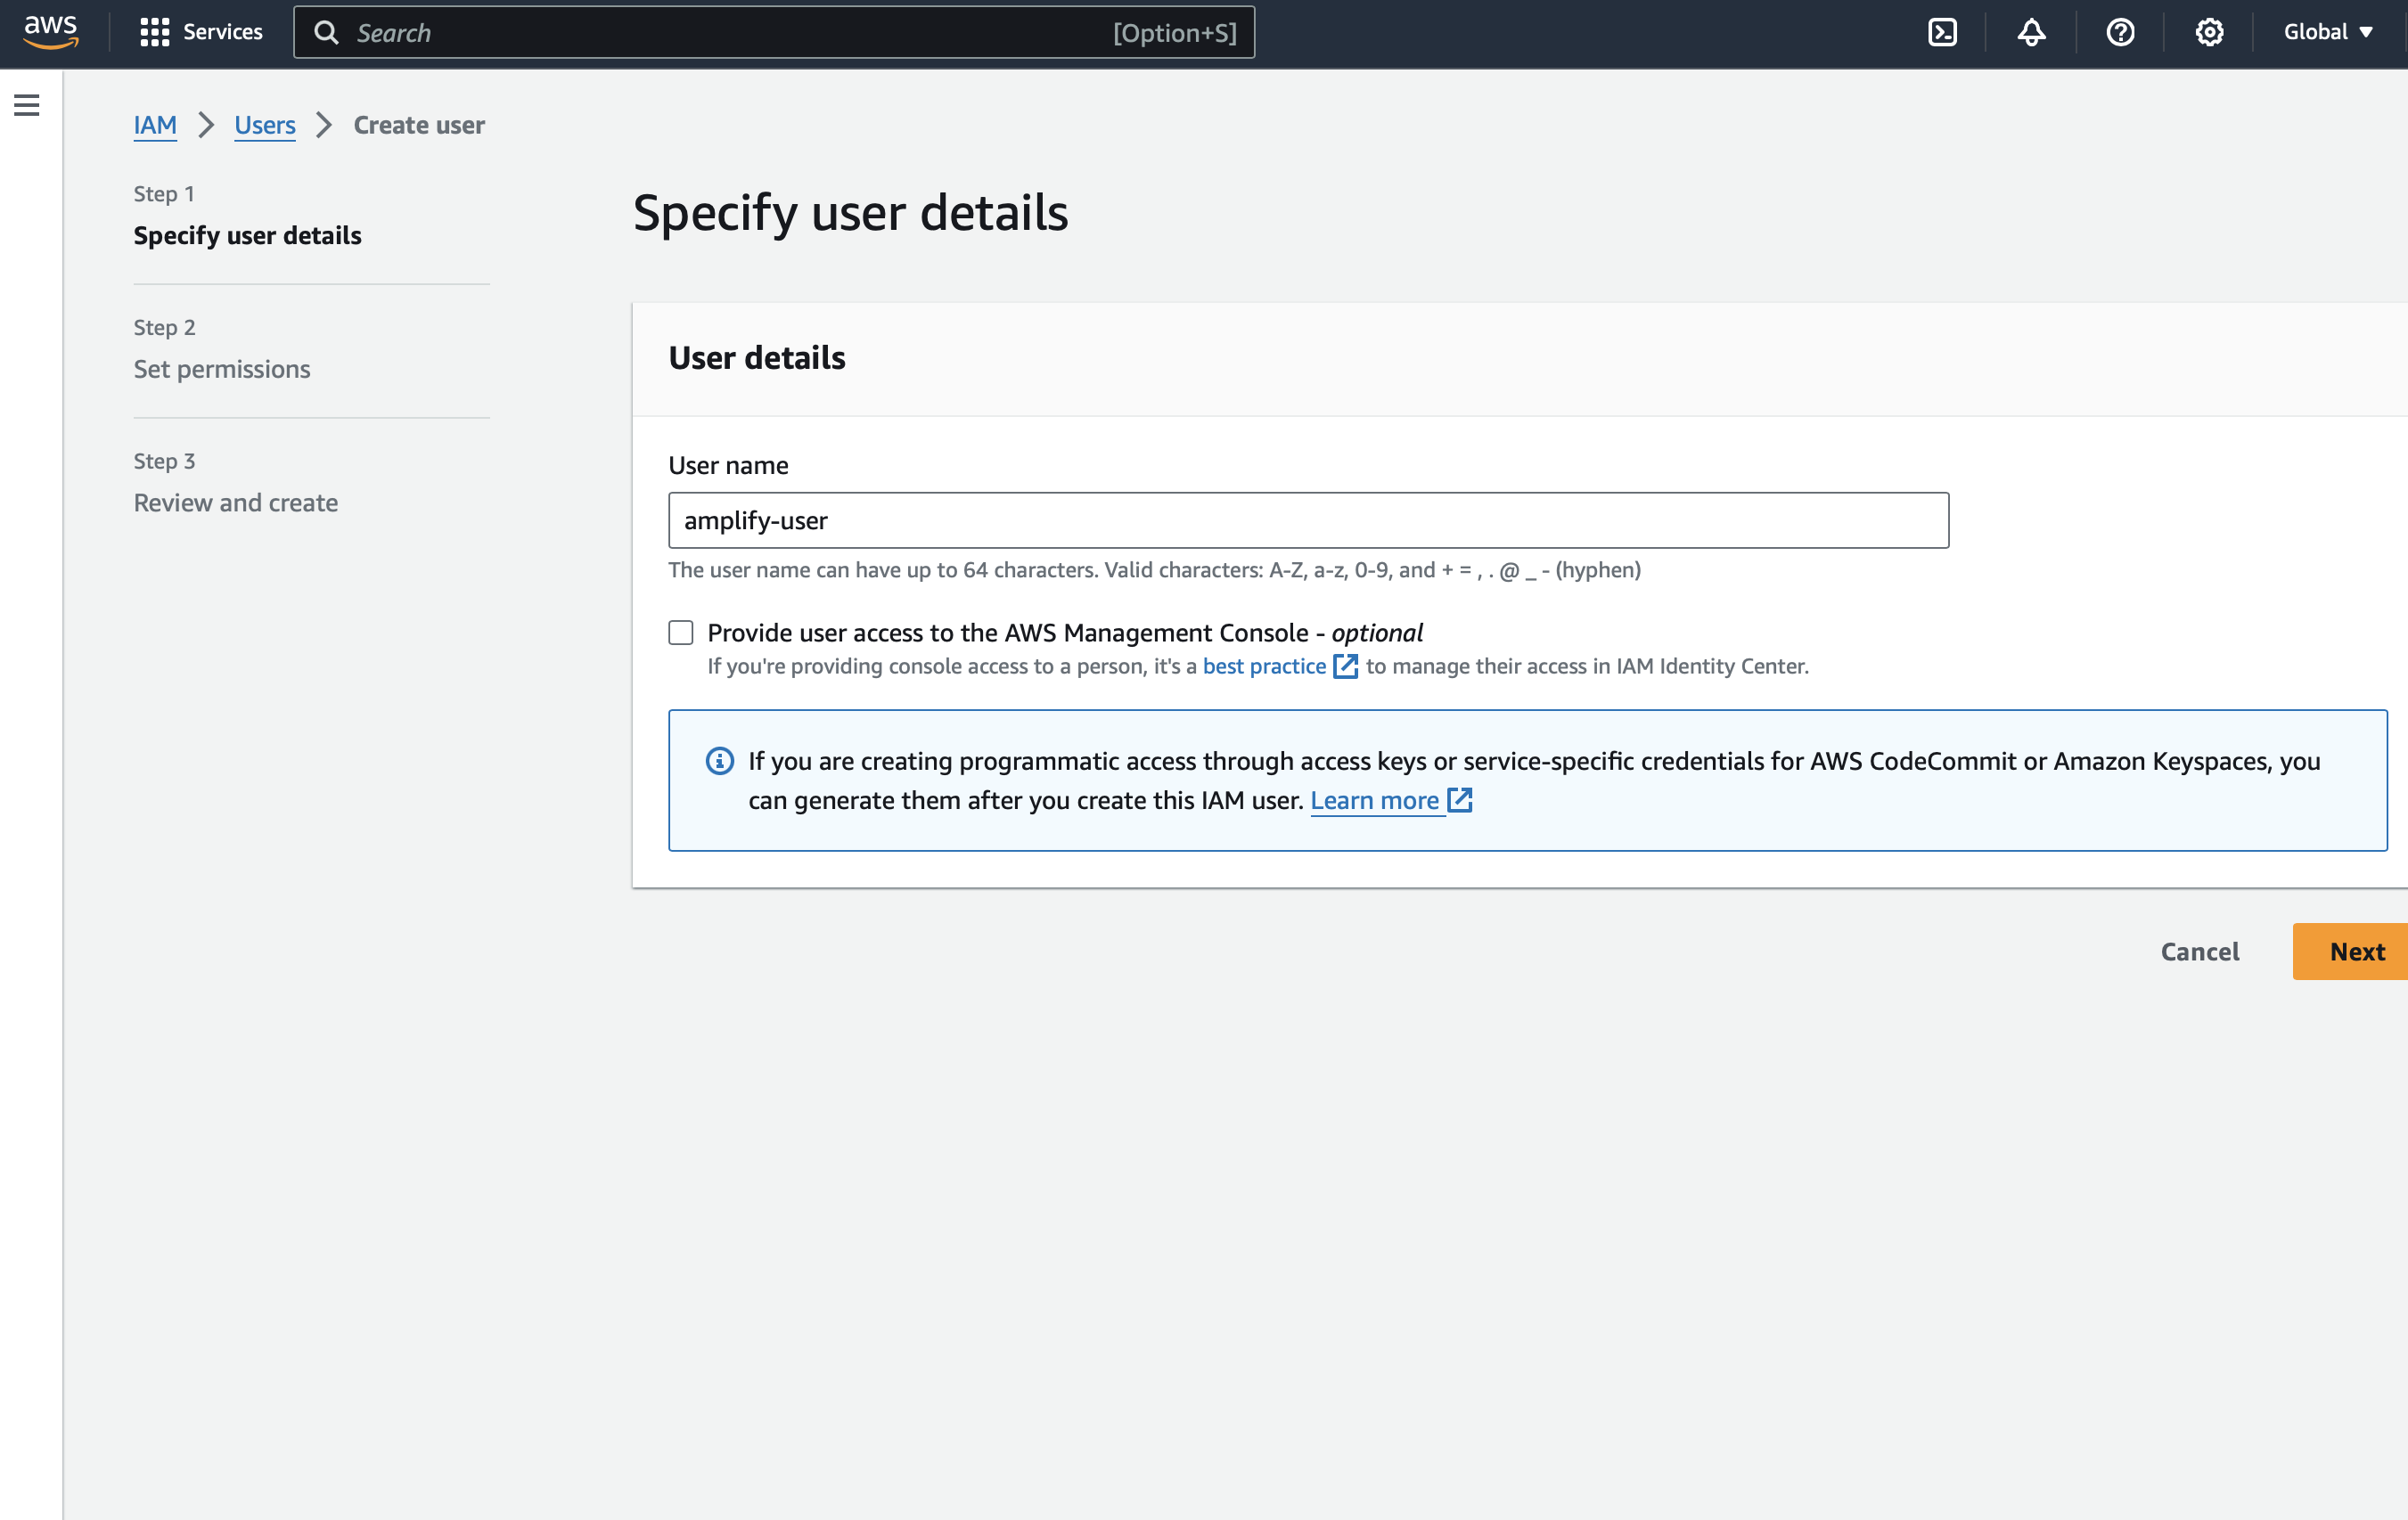 aws
Services
Search
[Option+S]
Global
IAM
Users
Create user
Step 1
Specify user details
Step 2
Set permissions
Step 3
Review and create
Specify user details
User details
User name
amplify-user
The user name can have up to 64 characters. Valid characters: A-Z, a-z, 0-9, and + = , . @ _ - (hyphen)
Provide user access to the AWS Management Console - optional
If you're providing console access to a person, it's a best practice to manage their access in IAM Identity Center.
If you are creating programmatic access through access keys or service-specific credentials for AWS CodeCommit or Amazon Keyspaces, you
can generate them after you create this IAM user. Learn more
Cancel
Next